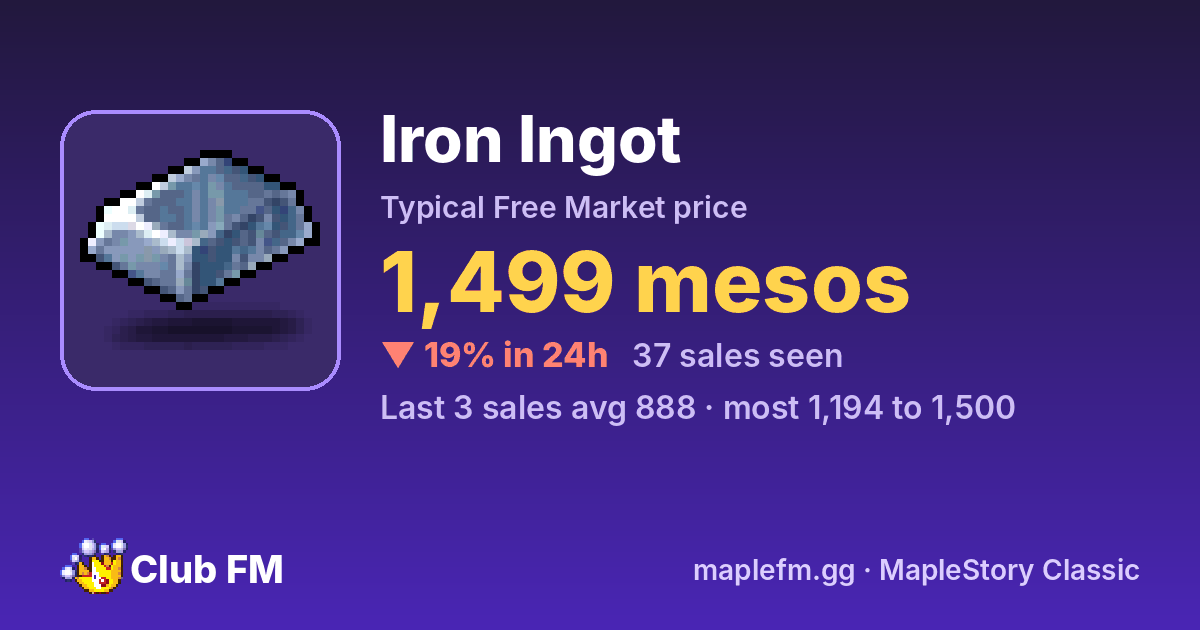 Iron Ingot
Typical Free Market price
1,499 mesos
▼ 19% in 24h 37 sales seen
Last 3 sales avg 888 · most 1,194 to 1,500
Club FM
maplefm.gg · MapleStory Classic